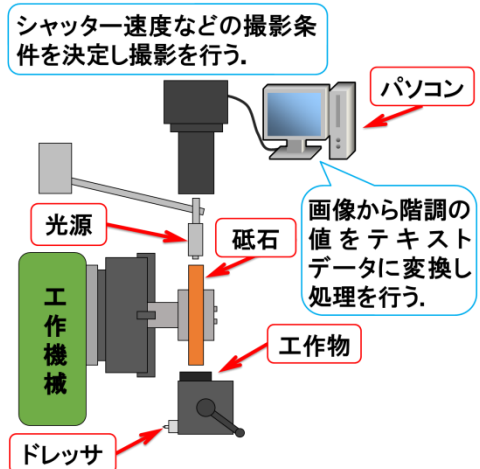 シャッター速度などの撮影条
件を決定し撮影を行う.
パソコン
画像から階調の
値をテキスト
データに変換し
処理を行う.
光源
砥石
工作機械
工作物
ドレッサ